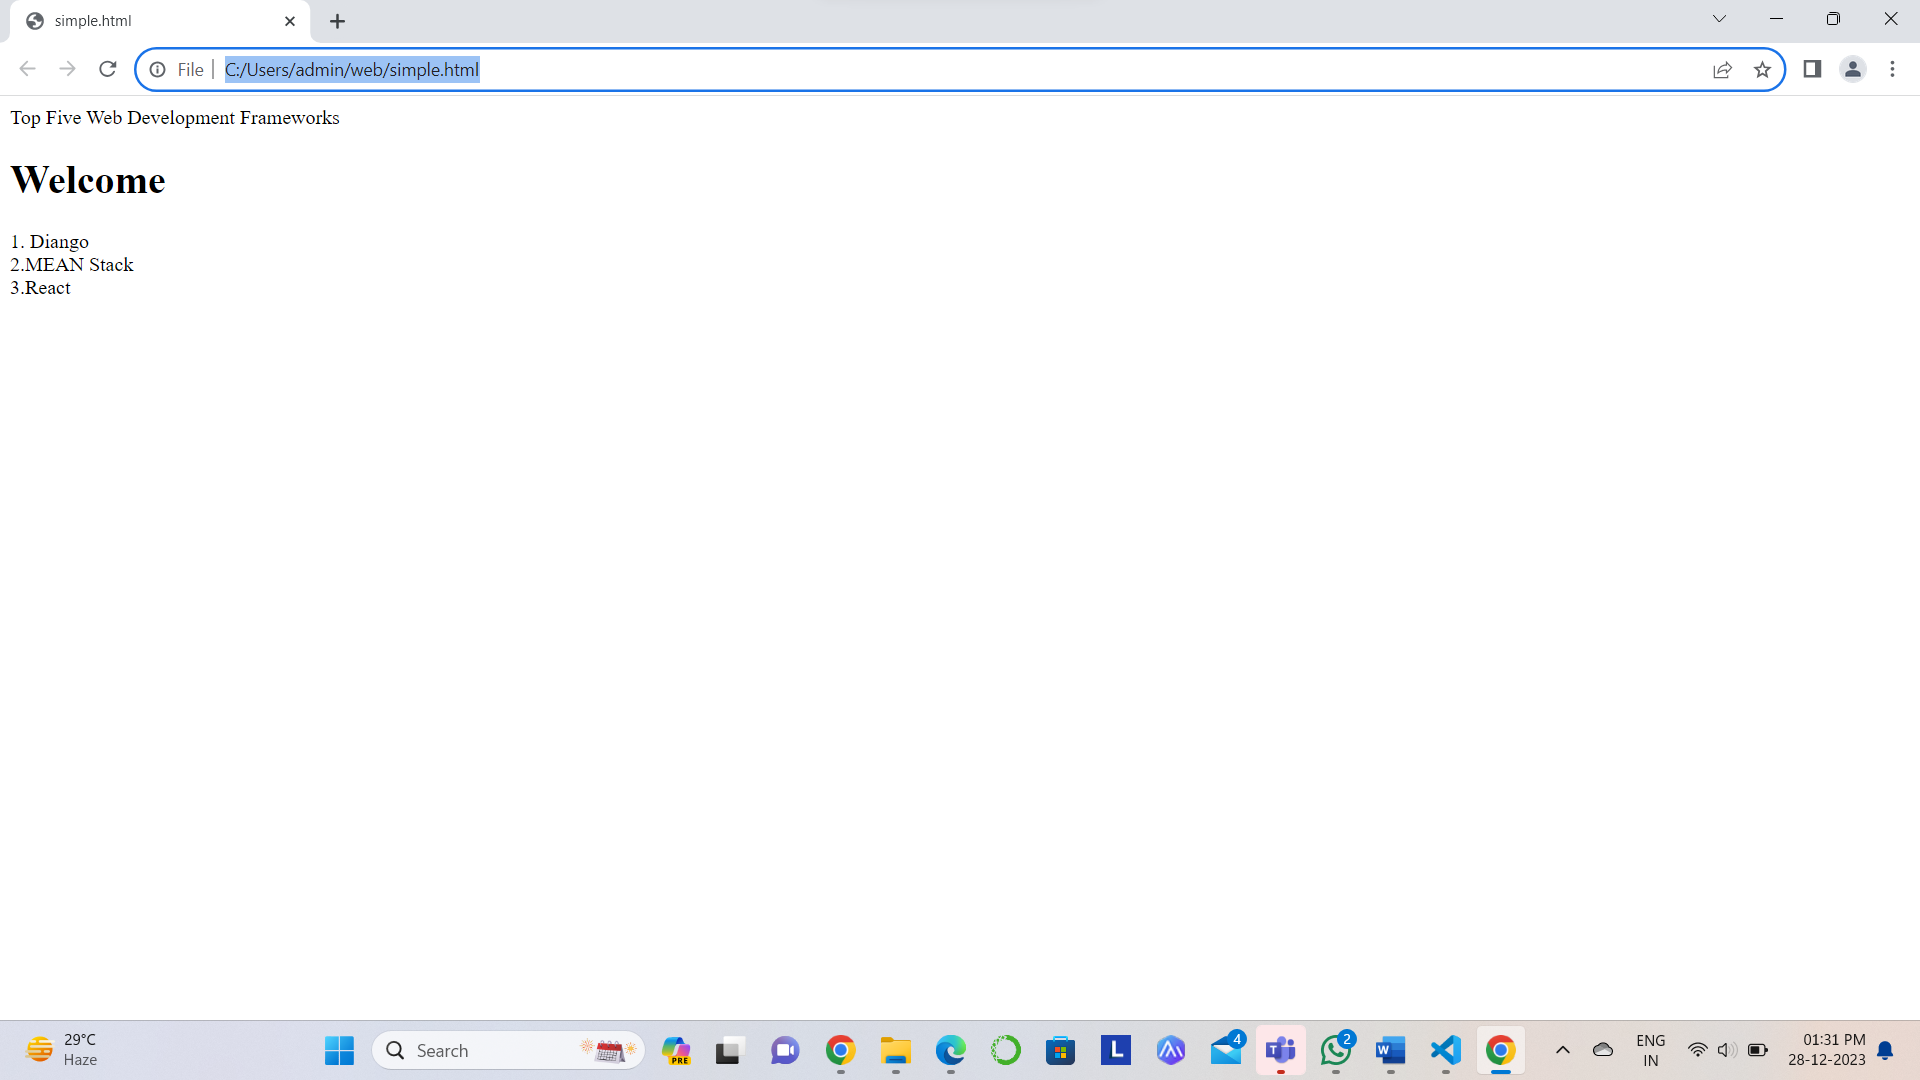 simple.html
File C:/Users/admin/web/simple.html
Top Five Web Development Frameworks
Welcome
1. Diango
2.MEAN Stack
3.React
29°C
Haze
Search
PRE
L
4
T
2
W
ENG
IN
01:31 PM
28-12-2023